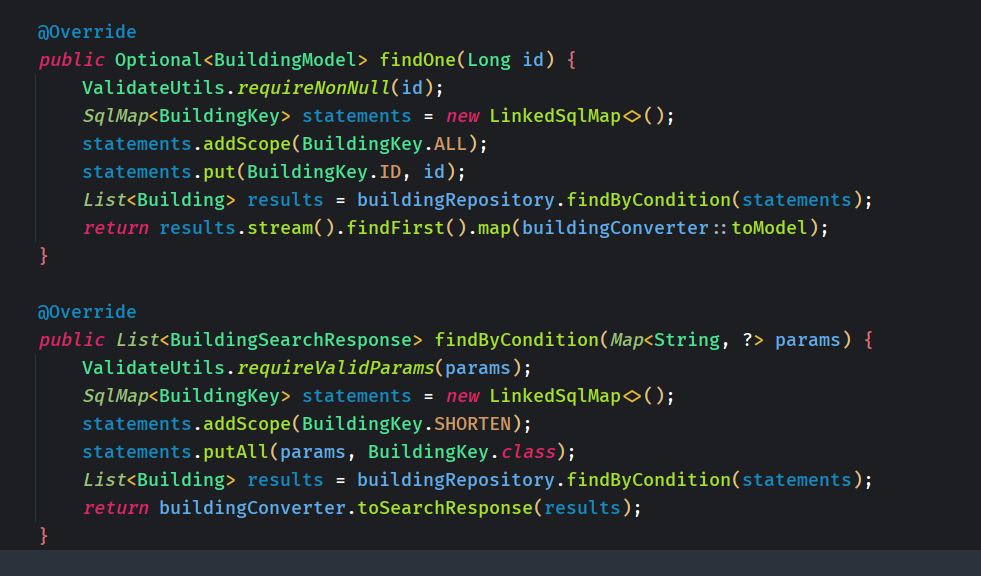 @Override
public Optional<BuildingModel> findOne(Long id) {
ValidateUtils.requireNonNull(id);
SqlMap<BuildingKey> statements = new LinkedSqlMap<>();
statements.addScope(BuildingKey.ALL);
statements.put(BuildingKey.ID, id);
List<Building> results = buildingRepository.findByCondition(statements);
return results.stream().findFirst().map(buildingConverter::toModel);
}
@Override
public List<BuildingSearchResponse> findByCondition(Map<String, ?> params) {
ValidateUtils.requireValidParams(params);
SqlMap<BuildingKey> statements = new LinkedSqlMap<>();
statements.addScope(BuildingKey.SHORTEN);
statements.putAll(params, BuildingKey.class);
List<Building> results = buildingRepository.findByCondition(statements);
return buildingConverter.toSearchResponse(results);
}